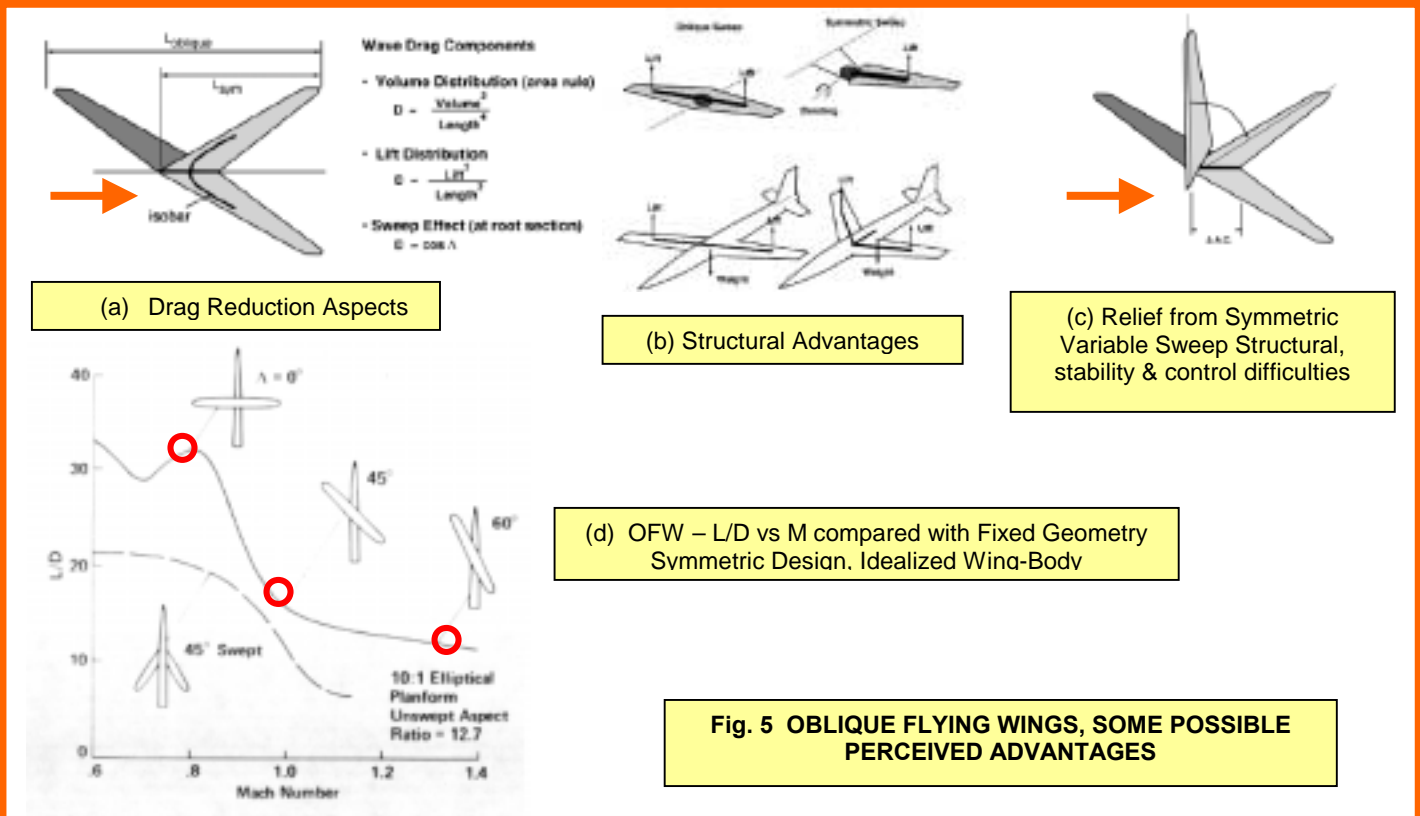 L oblique
L sym
isobar
Wave Drag Components
- Volume Distribution (area rule)
D = Volume² / Length⁴
- Lift Distribution
Lift² / Length²
- Sweep Effect (at root section)
cos Λ
(a) Drag Reduction Aspects
Oblique
Symmetric
Lift
Lift
Lift
Bending
Lift
Lift
Weight
Lift
Lift
Weight
(b) Structural Advantages
(c) Relief from Symmetric
Variable Sweep Structural,
stability & control difficulties
40
30
20
10
0
L/D
Λ = 0°
45°
60°
45° Swept
10:1 Elliptical
Planform
Unswept Aspect
Ratio = 12.7
.6 .8 1.0 1.2 1.4
Mach Number
(d) OFW – L/D vs M compared with Fixed Geometry
Symmetric Design, Idealized Wing-Body
Fig. 5 OBLIQUE FLYING WINGS, SOME POSSIBLE
PERCEIVED ADVANTAGES